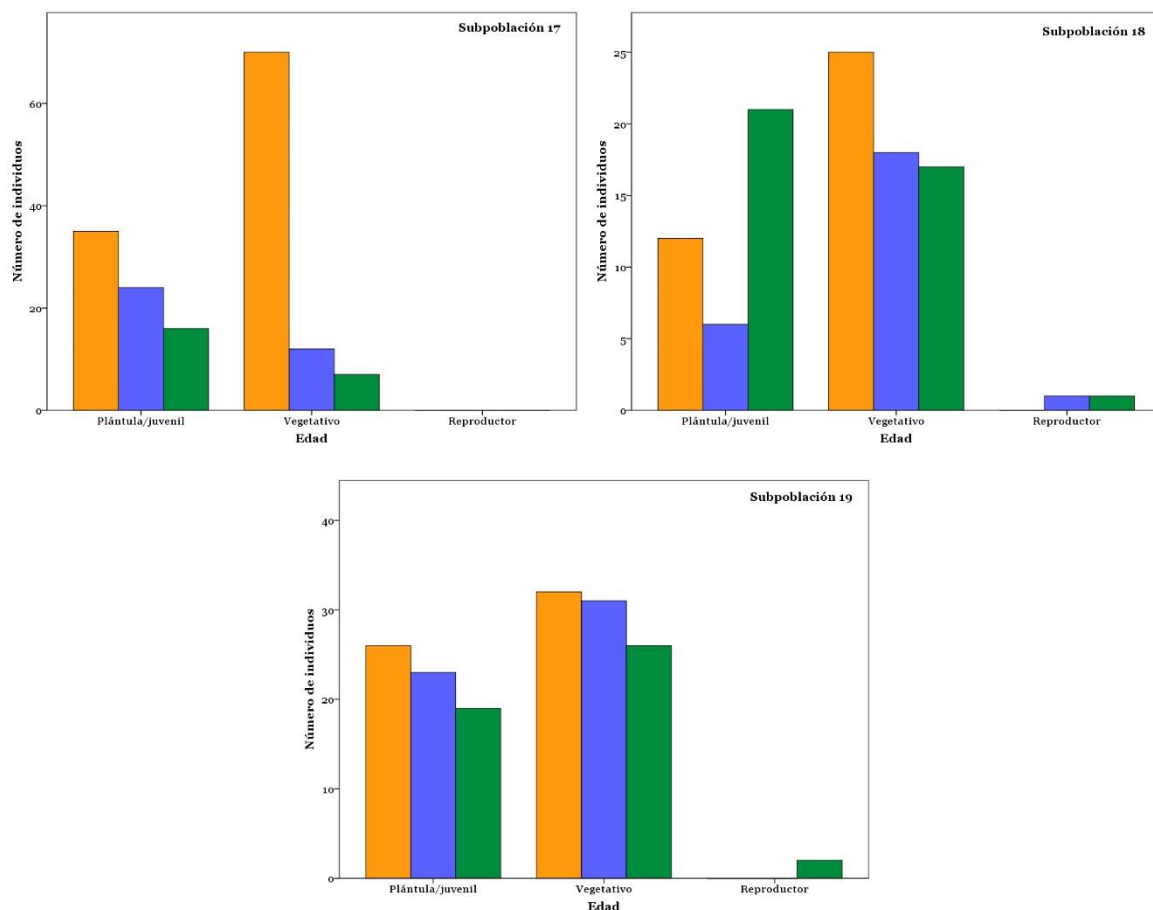 Subpoblación 17
Número de individuos
60
40
20
0
Plántula/juvenil
Vegetativo
Reproductor
Edad
Subpoblación 18
Número de individuos
25
20
15
10
5
0
Plántula/juvenil
Vegetativo
Reproductor
Edad
Subpoblación 19
Número de individuos
40
30
20
10
0
Plántula/juvenil
Vegetativo
Reproductor
Edad